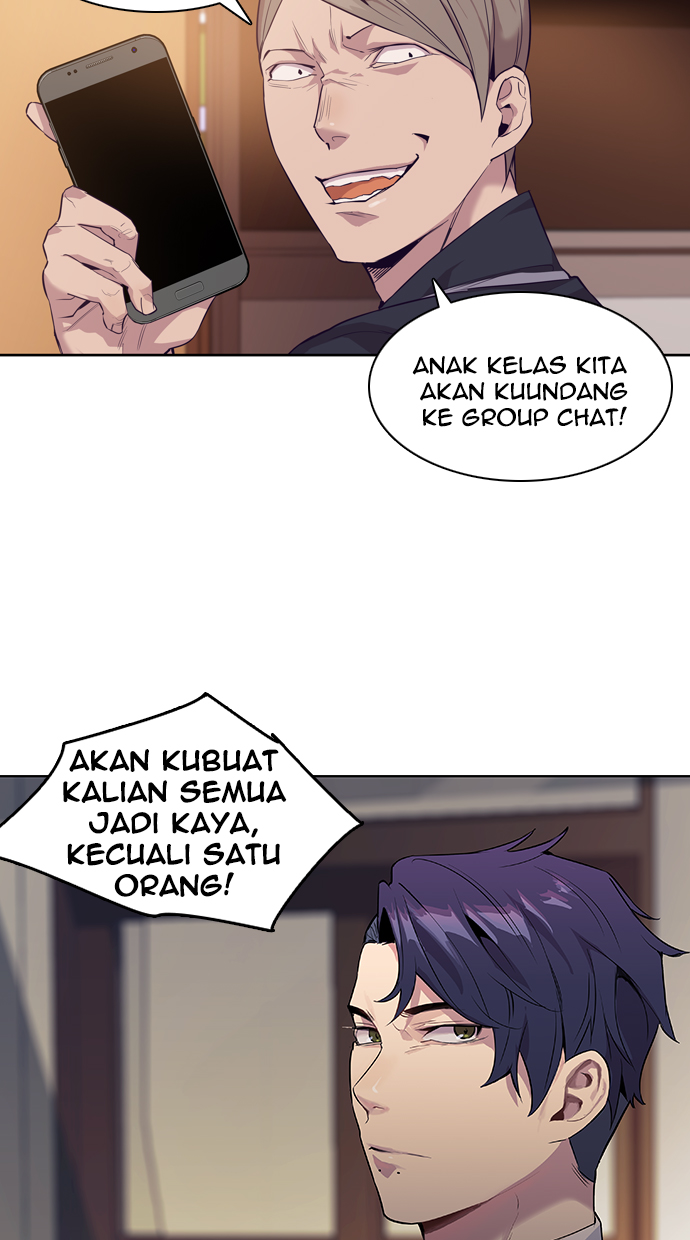 ANAK KELAS KITA
AKAN KUUNDANG
KE GROUP CHAT!
AKAN KUBUAT
KALIAN SEMUA
JADI KAYA,
KECUALI SATU
ORANG!